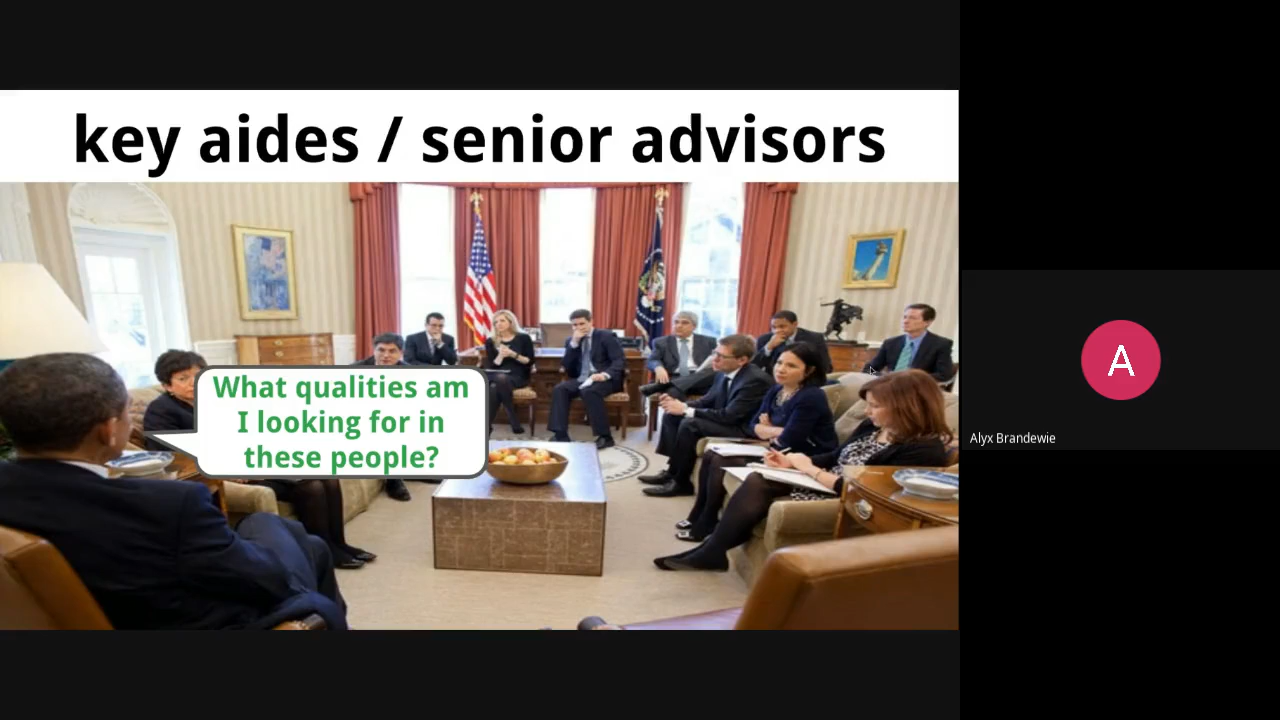 key aides / senior advisors
What qualities am
I looking for in
these people?
A
Alyx Brandewie